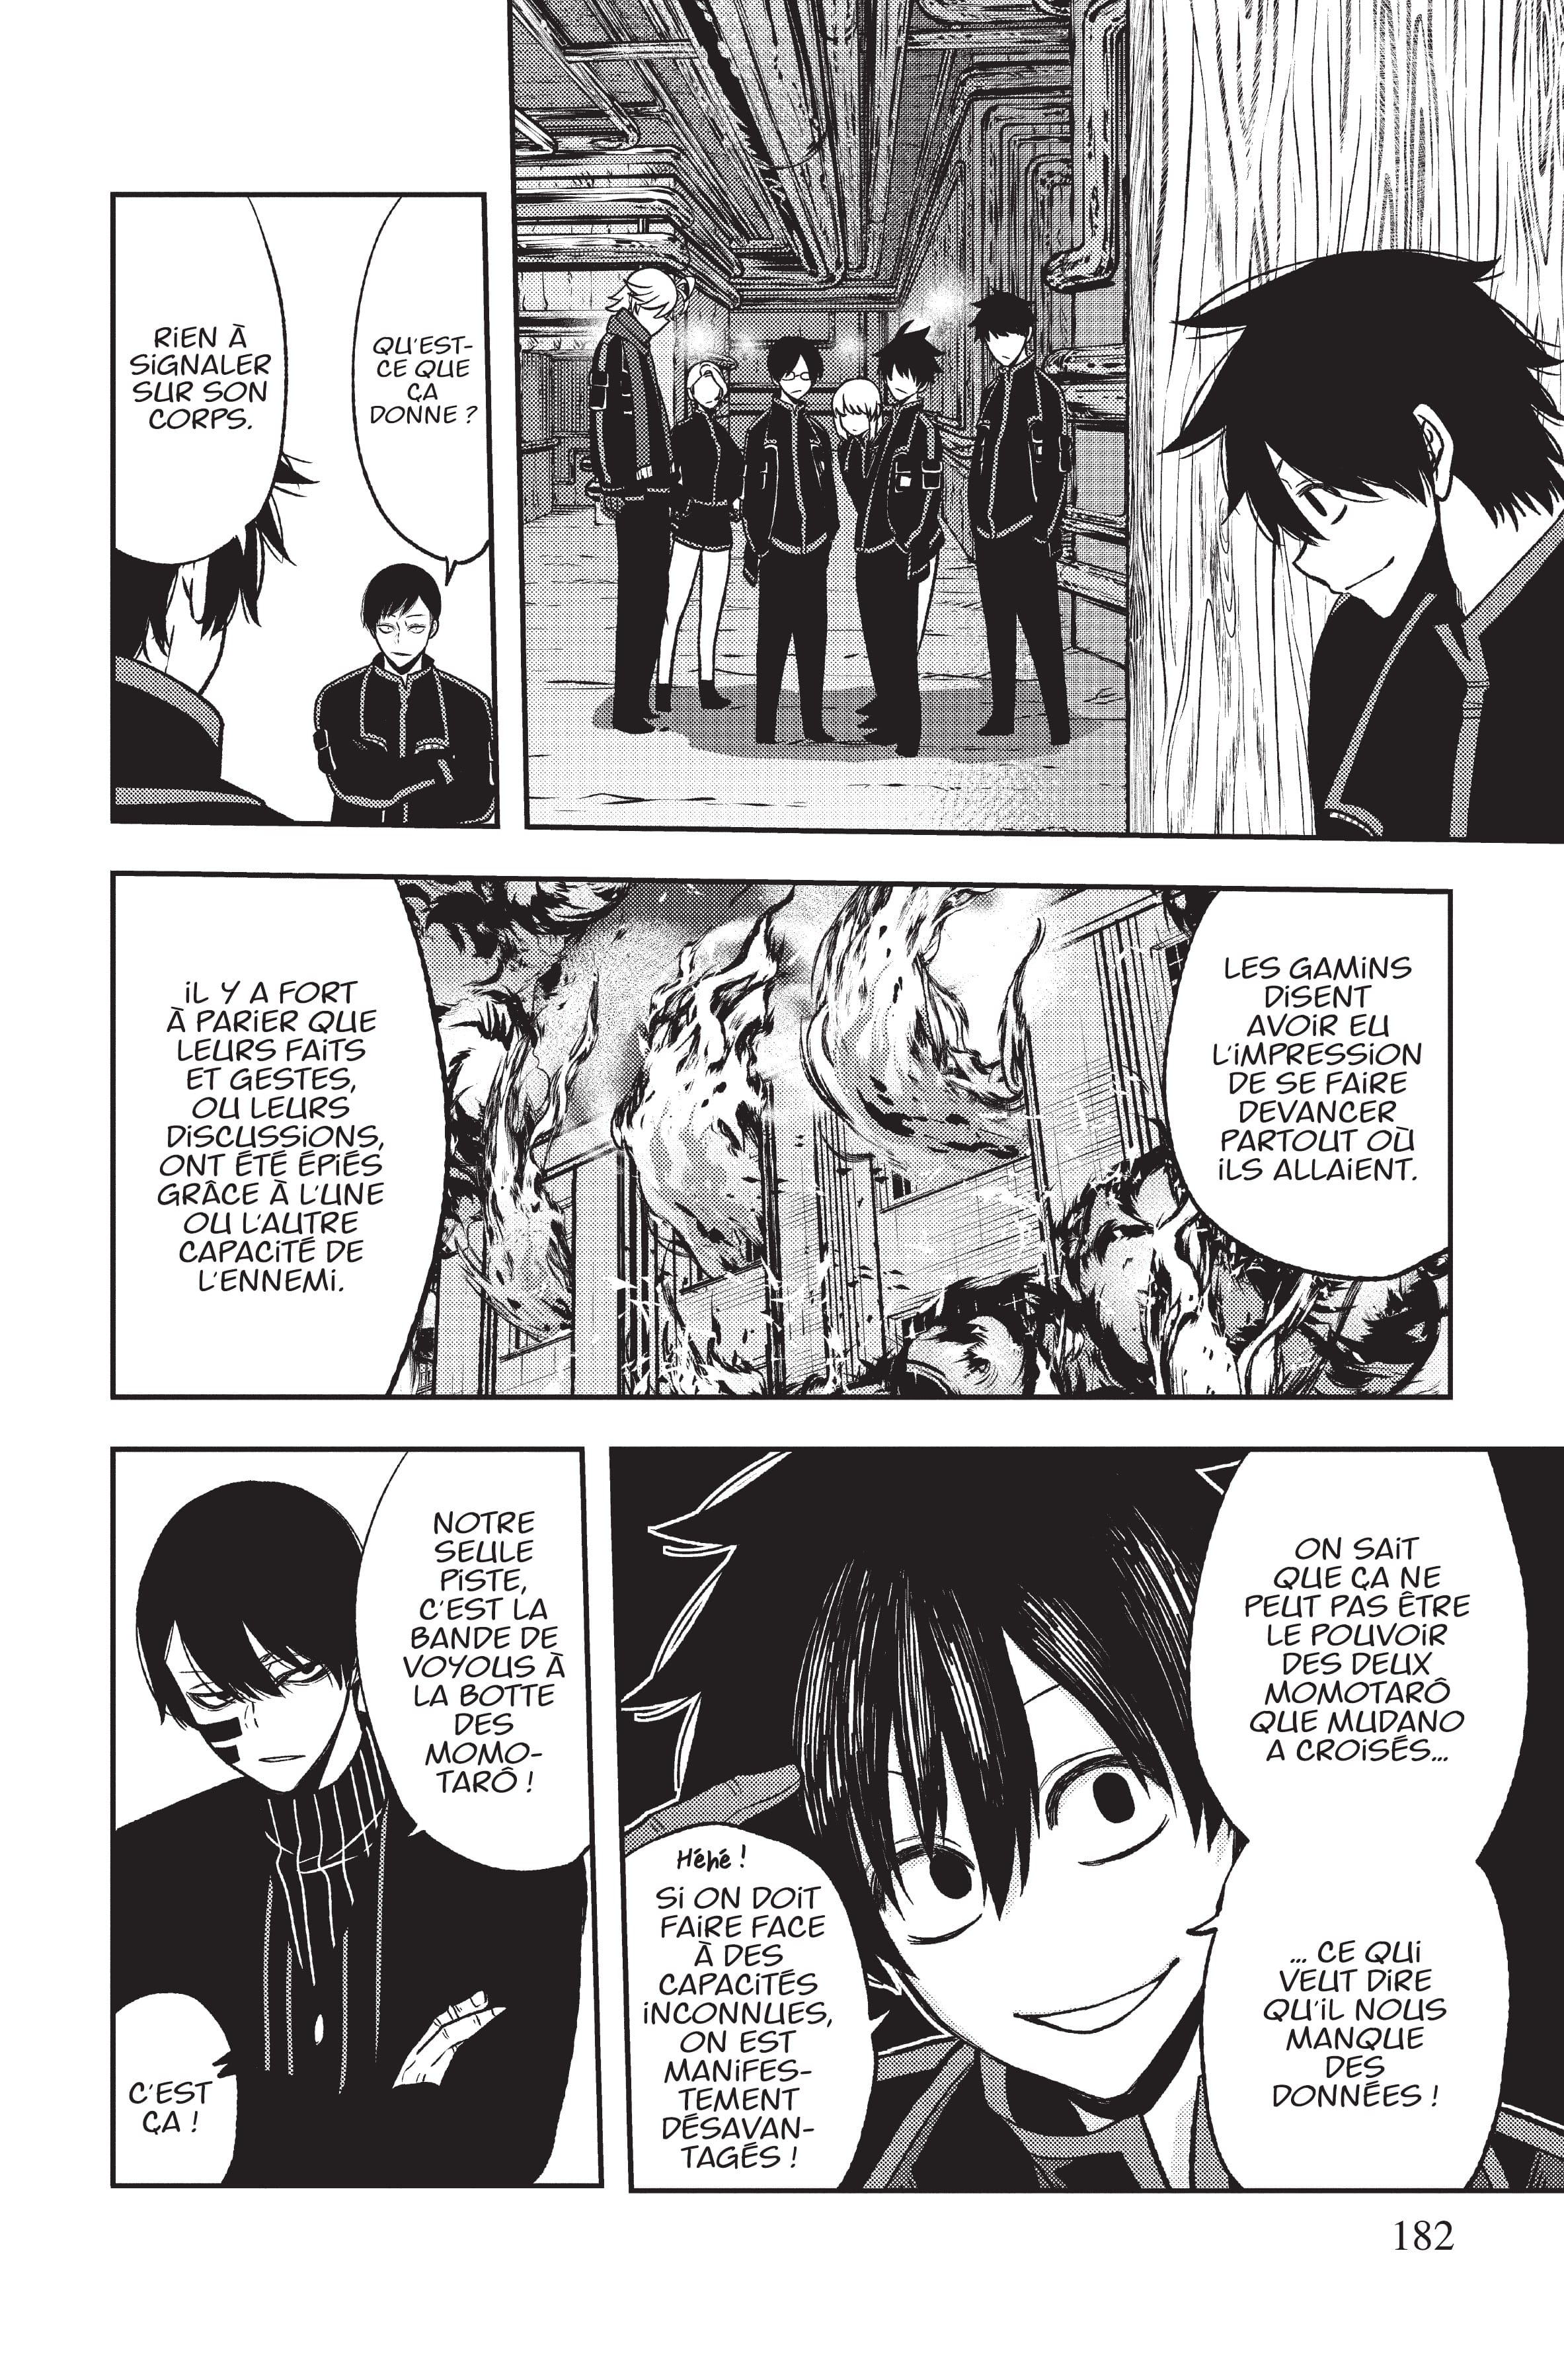 QU'EST-
CE QUE
ÇA
DONNE ?
RIEN À
SIGNALER
SUR SON
CORPS.
LES GAMINS
DISENT
AVOIR EU
L'IMPRESSION
DE SE FAIRE
DEVANCER
PARTOUT OÙ
ILS ALLAIENT.
IL Y A FORT
À PARIER QUE
LEURS FAITS
ET GESTES,
OU LEURS
DISCUSSIONS,
ONT ÉTÉ ÉPIÉS
GRÂCE À L'UNE
OU L'AUTRE
CAPACITÉ DE
L'ENNEMI.
ON SAIT
QUE ÇA NE
PEUT PAS ÊTRE
LE POUVOIR
DES DEUX
MOMOTARÔ
QUE MUDANO
A CROISÉS...
... CE QUI
VEUT DIRE
QU'IL NOUS
MANQUE
DES
DONNÉES !
Héhé !
SI ON DOIT
FAIRE FACE
À DES
CAPACITÉS
INCONNUES,
ON EST
MANIFES-
TEMENT
DÉSAVAN-
TAGÉS !
NOTRE
SEULE
PISTE,
C'EST LA
BANDE DE
VOYOUS À
LA BOTTE
DES
MOMO-
TARÔ !
C'EST
ÇA !
182